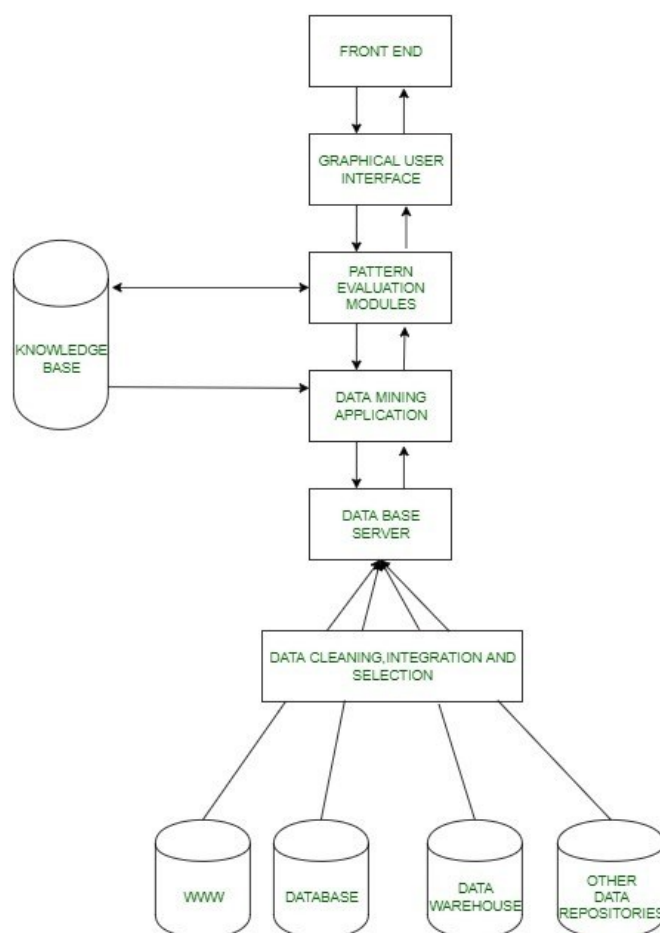 FRONT END
GRAPHICAL USER
INTERFACE
PATTERN
EVALUATION
MODULES
KNOWLEDGE
BASE
DATA MINING
APPLICATION
DATA BASE
SERVER
DATA CLEANING,INTEGRATION AND
SELECTION
WWW
DATABASE
DATA
WAREHOUSE
OTHER
DATA
REPOSITORIES